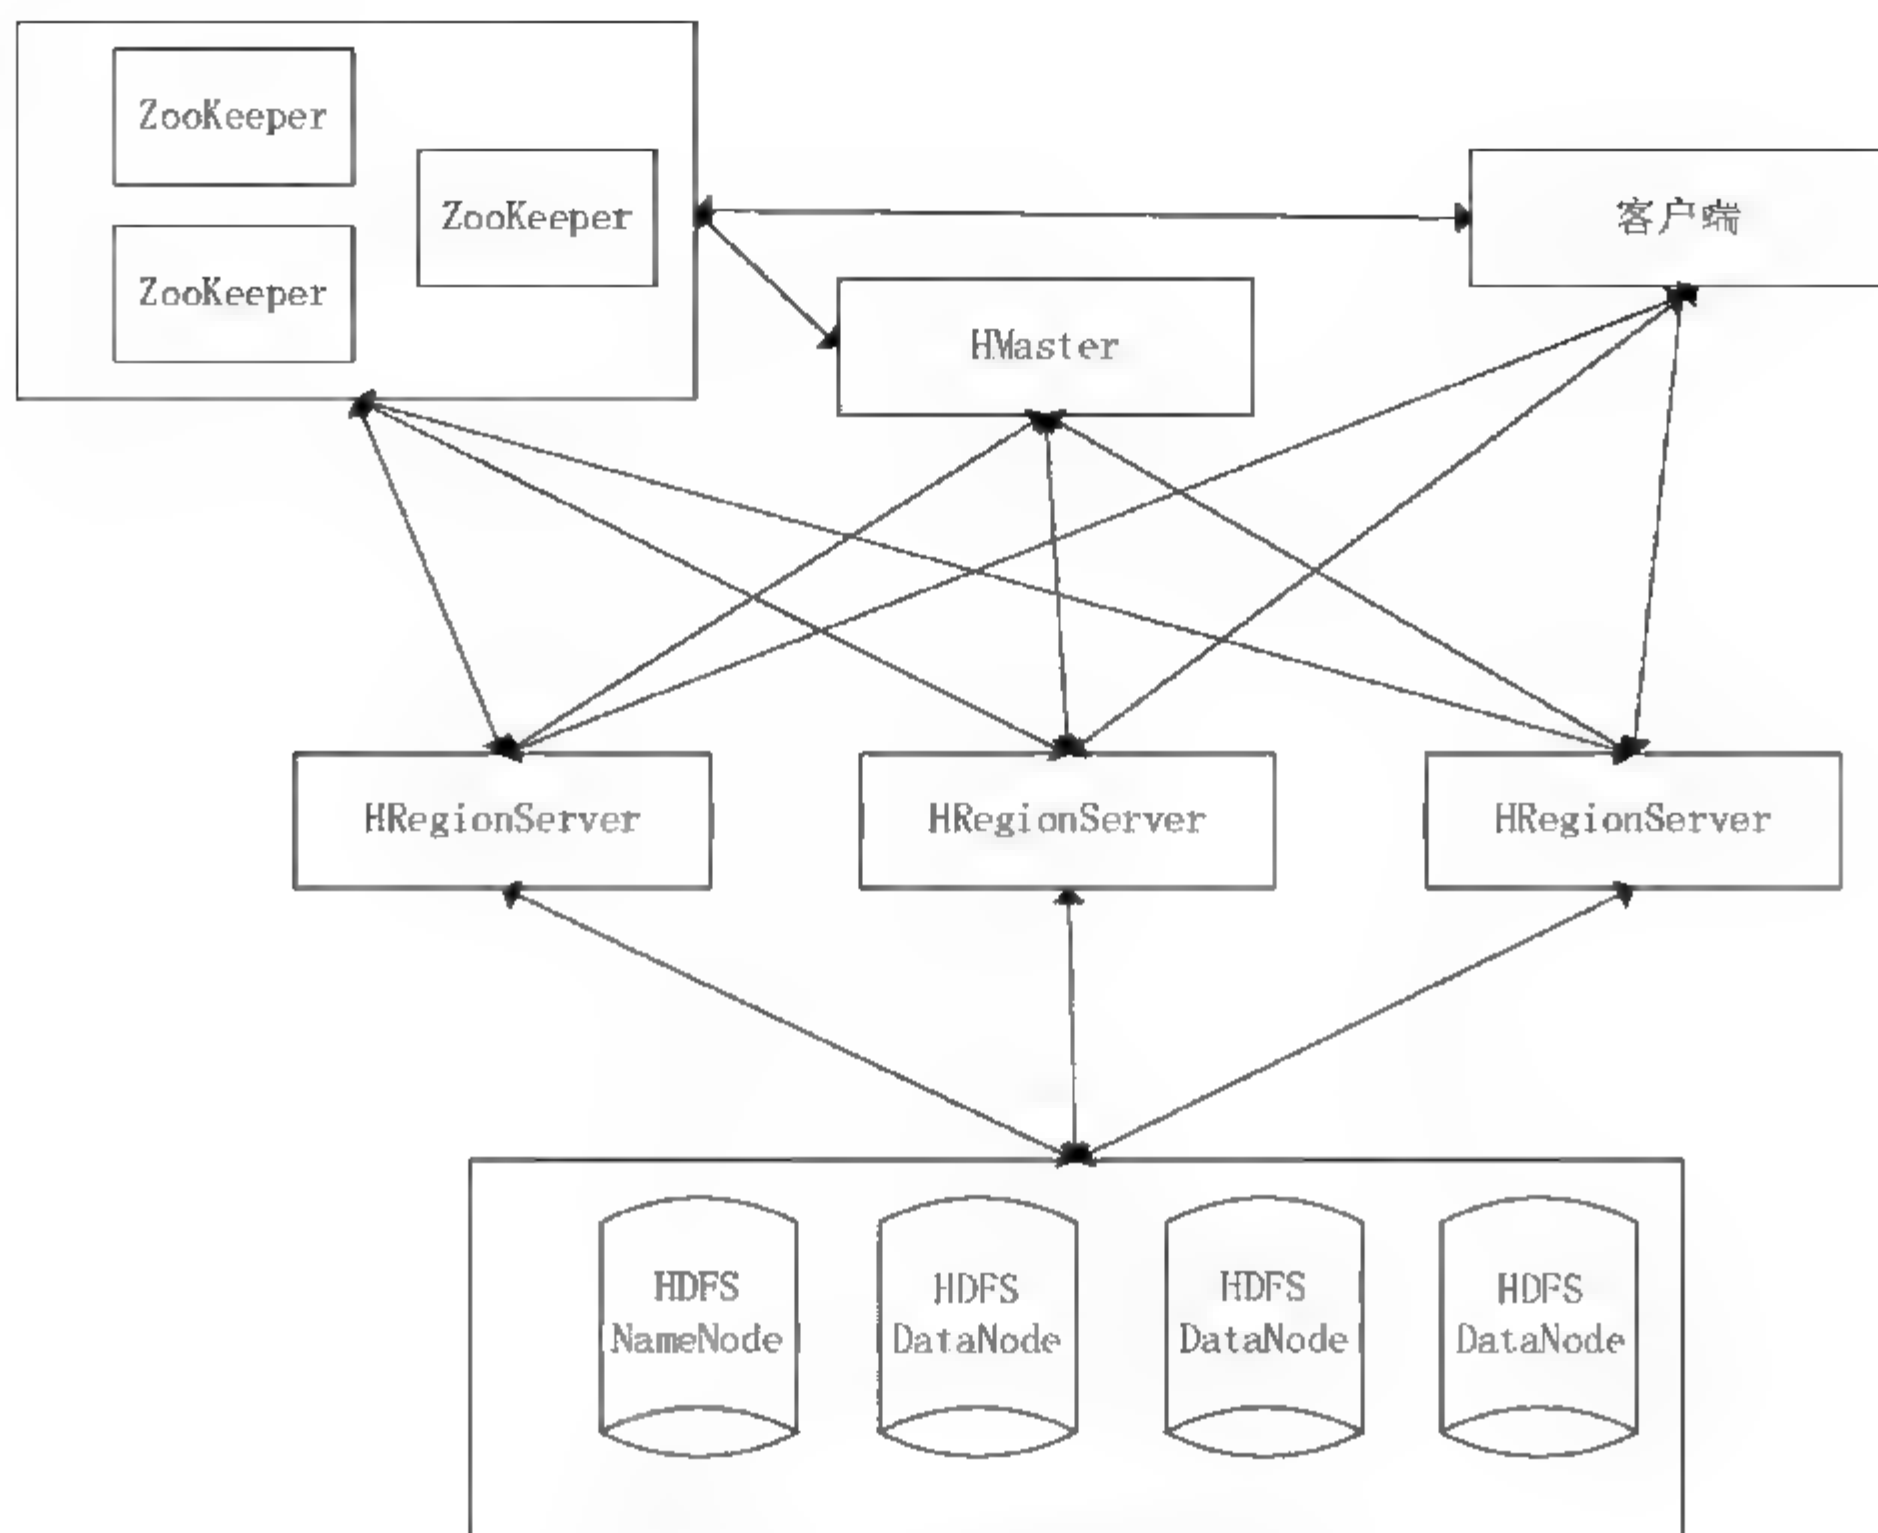 ZooKeeper
ZooKeeper
ZooKeeper
客户端
HMaster
HRegionServer
HRegionServer
HRegionServer
HDFS
NameNode
HDFS
DataNode
HDFS
DataNode
HDFS
DataNode